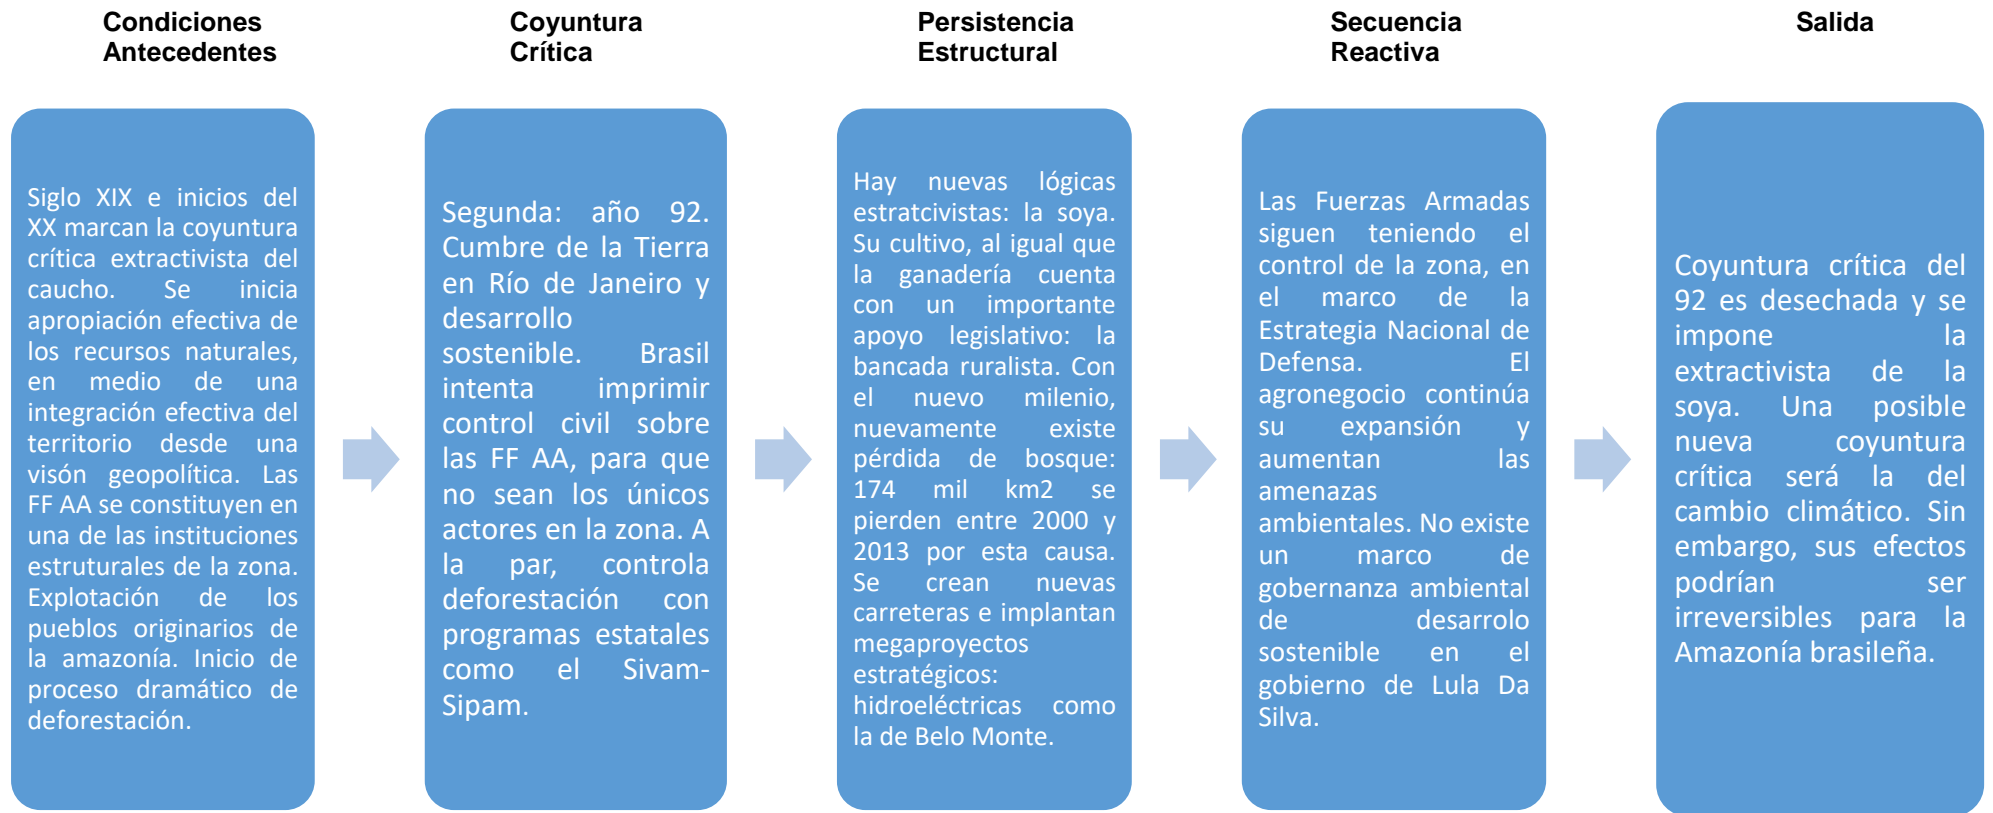 Condiciones
Antecedentes
Coyuntura
Crítica
Persistencia
Estructural
Secuencia
Reactiva
Salida
Siglo XIX e inicios del
XX marcan la coyuntura
crítica extractivista del
caucho. Se inicia
apropiación efectiva de
los recursos naturales,
en medio de una
integración efectiva del
territorio desde una
visón geopolítica. Las
FF AA se constituyen en
una de las instituciones
estruturales de la zona.
Explotación de los
pueblos originarios de
la amazonía. Inicio de
proceso dramático de
deforestación.
Segunda: año 92.
Cumbre de la Tierra
en Río de Janeiro y
desarrollo
sostenible. Brasil
intenta imprimir
control civil sobre
las FF AA, para que
no sean los únicos
actores en la zona. A
la par, controla
deforestación con
programas estatales
como el Sivam-
Sipam.
Hay nuevas lógicas
estratcivistas: la soya.
Su cultivo, al igual que
la ganadería cuenta
con un importante
apoyo legislativo: la
bancada ruralista. Con
el nuevo milenio,
nuevamente existe
pérdida de bosque:
174 mil km2 se
pierden entre 2000 y
2013 por esta causa.
Se crean nuevas
carreteras e implantan
megaproyectos
estratégicos:
hidroeléctricas como
la de Belo Monte.
Las Fuerzas Armadas
siguen teniendo el
control de la zona, en
el marco de la
Estrategia Nacional de
Defensa. El
agronegocio continúa
su expansión y
aumentan las
amenazas
ambientales. No existe
un marco de
gobernanza ambiental
de desarrolo
sostenible en el
gobierno de Lula Da
Silva.
Coyuntura crítica del
92 es desechada y se
impone la
extractivista de la
soya. Una posible
nueva coyuntura
crítica será la del
cambio climático. Sin
embargo, sus efectos
podrían ser
irreversibles para la
Amazonía brasileña.